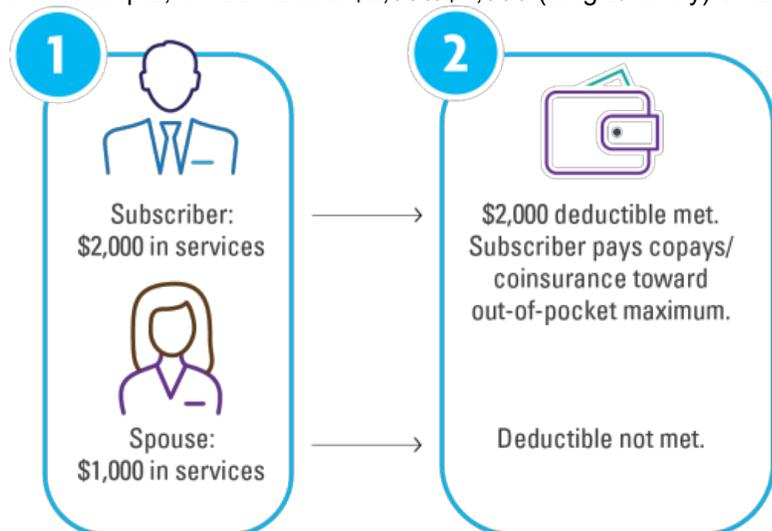 1
2
Subscriber:
$2,000 in services
$2,000 deductible met.
Subscriber pays copays/
coinsurance toward
out-of-pocket maximum.
Spouse:
$1,000 in services
Deductible not met.